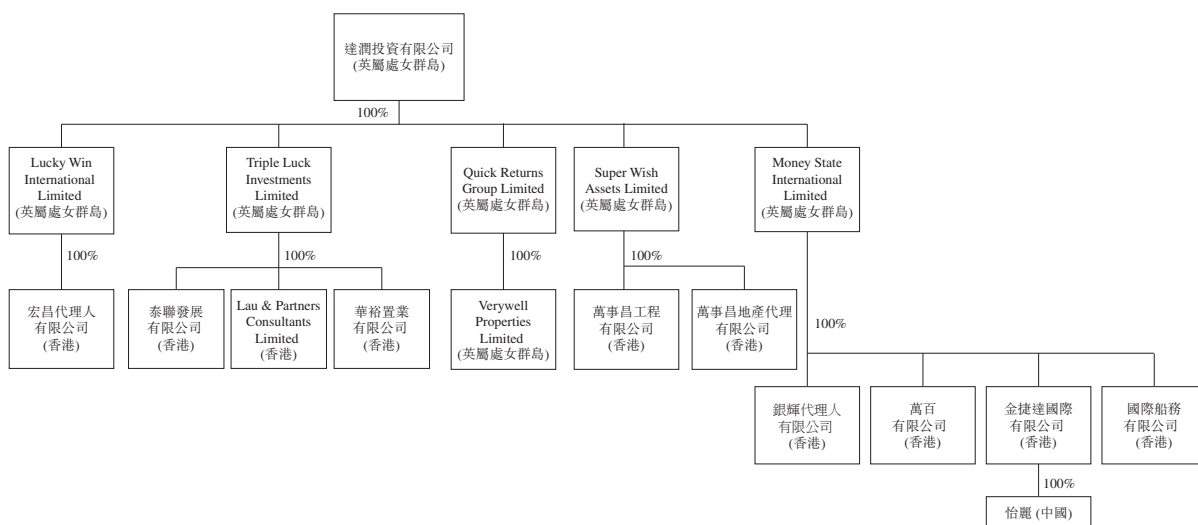 達潤投資有限公司
(英屬處女群島)
100%
Lucky Win
International
Limited
(英屬處女群島)
Triple Luck
Investments
Limited
(英屬處女群島)
Quick Returns
Group Limited
(英屬處女群島)
Super Wish
Assets Limited
(英屬處女群島)
Money State
International
Limited
(英屬處女群島)
100%
100%
100%
100%
宏昌代理人
有限公司
(香港)
泰聯發展
有限公司
(香港)
Lau & Partners
Consultants
Limited
(香港)
華裕置業
有限公司
(香港)
Verywell
Properties
Limited
(英屬處女群島)
萬事昌工程
有限公司
(香港)
萬事昌地產代理
有限公司
(香港)
100%
銀輝代理人
有限公司
(香港)
萬百
有限公司
(香港)
金捷達國際
有限公司
(香港)
國際船務
有限公司
(香港)
100%
怡麗 (中國)